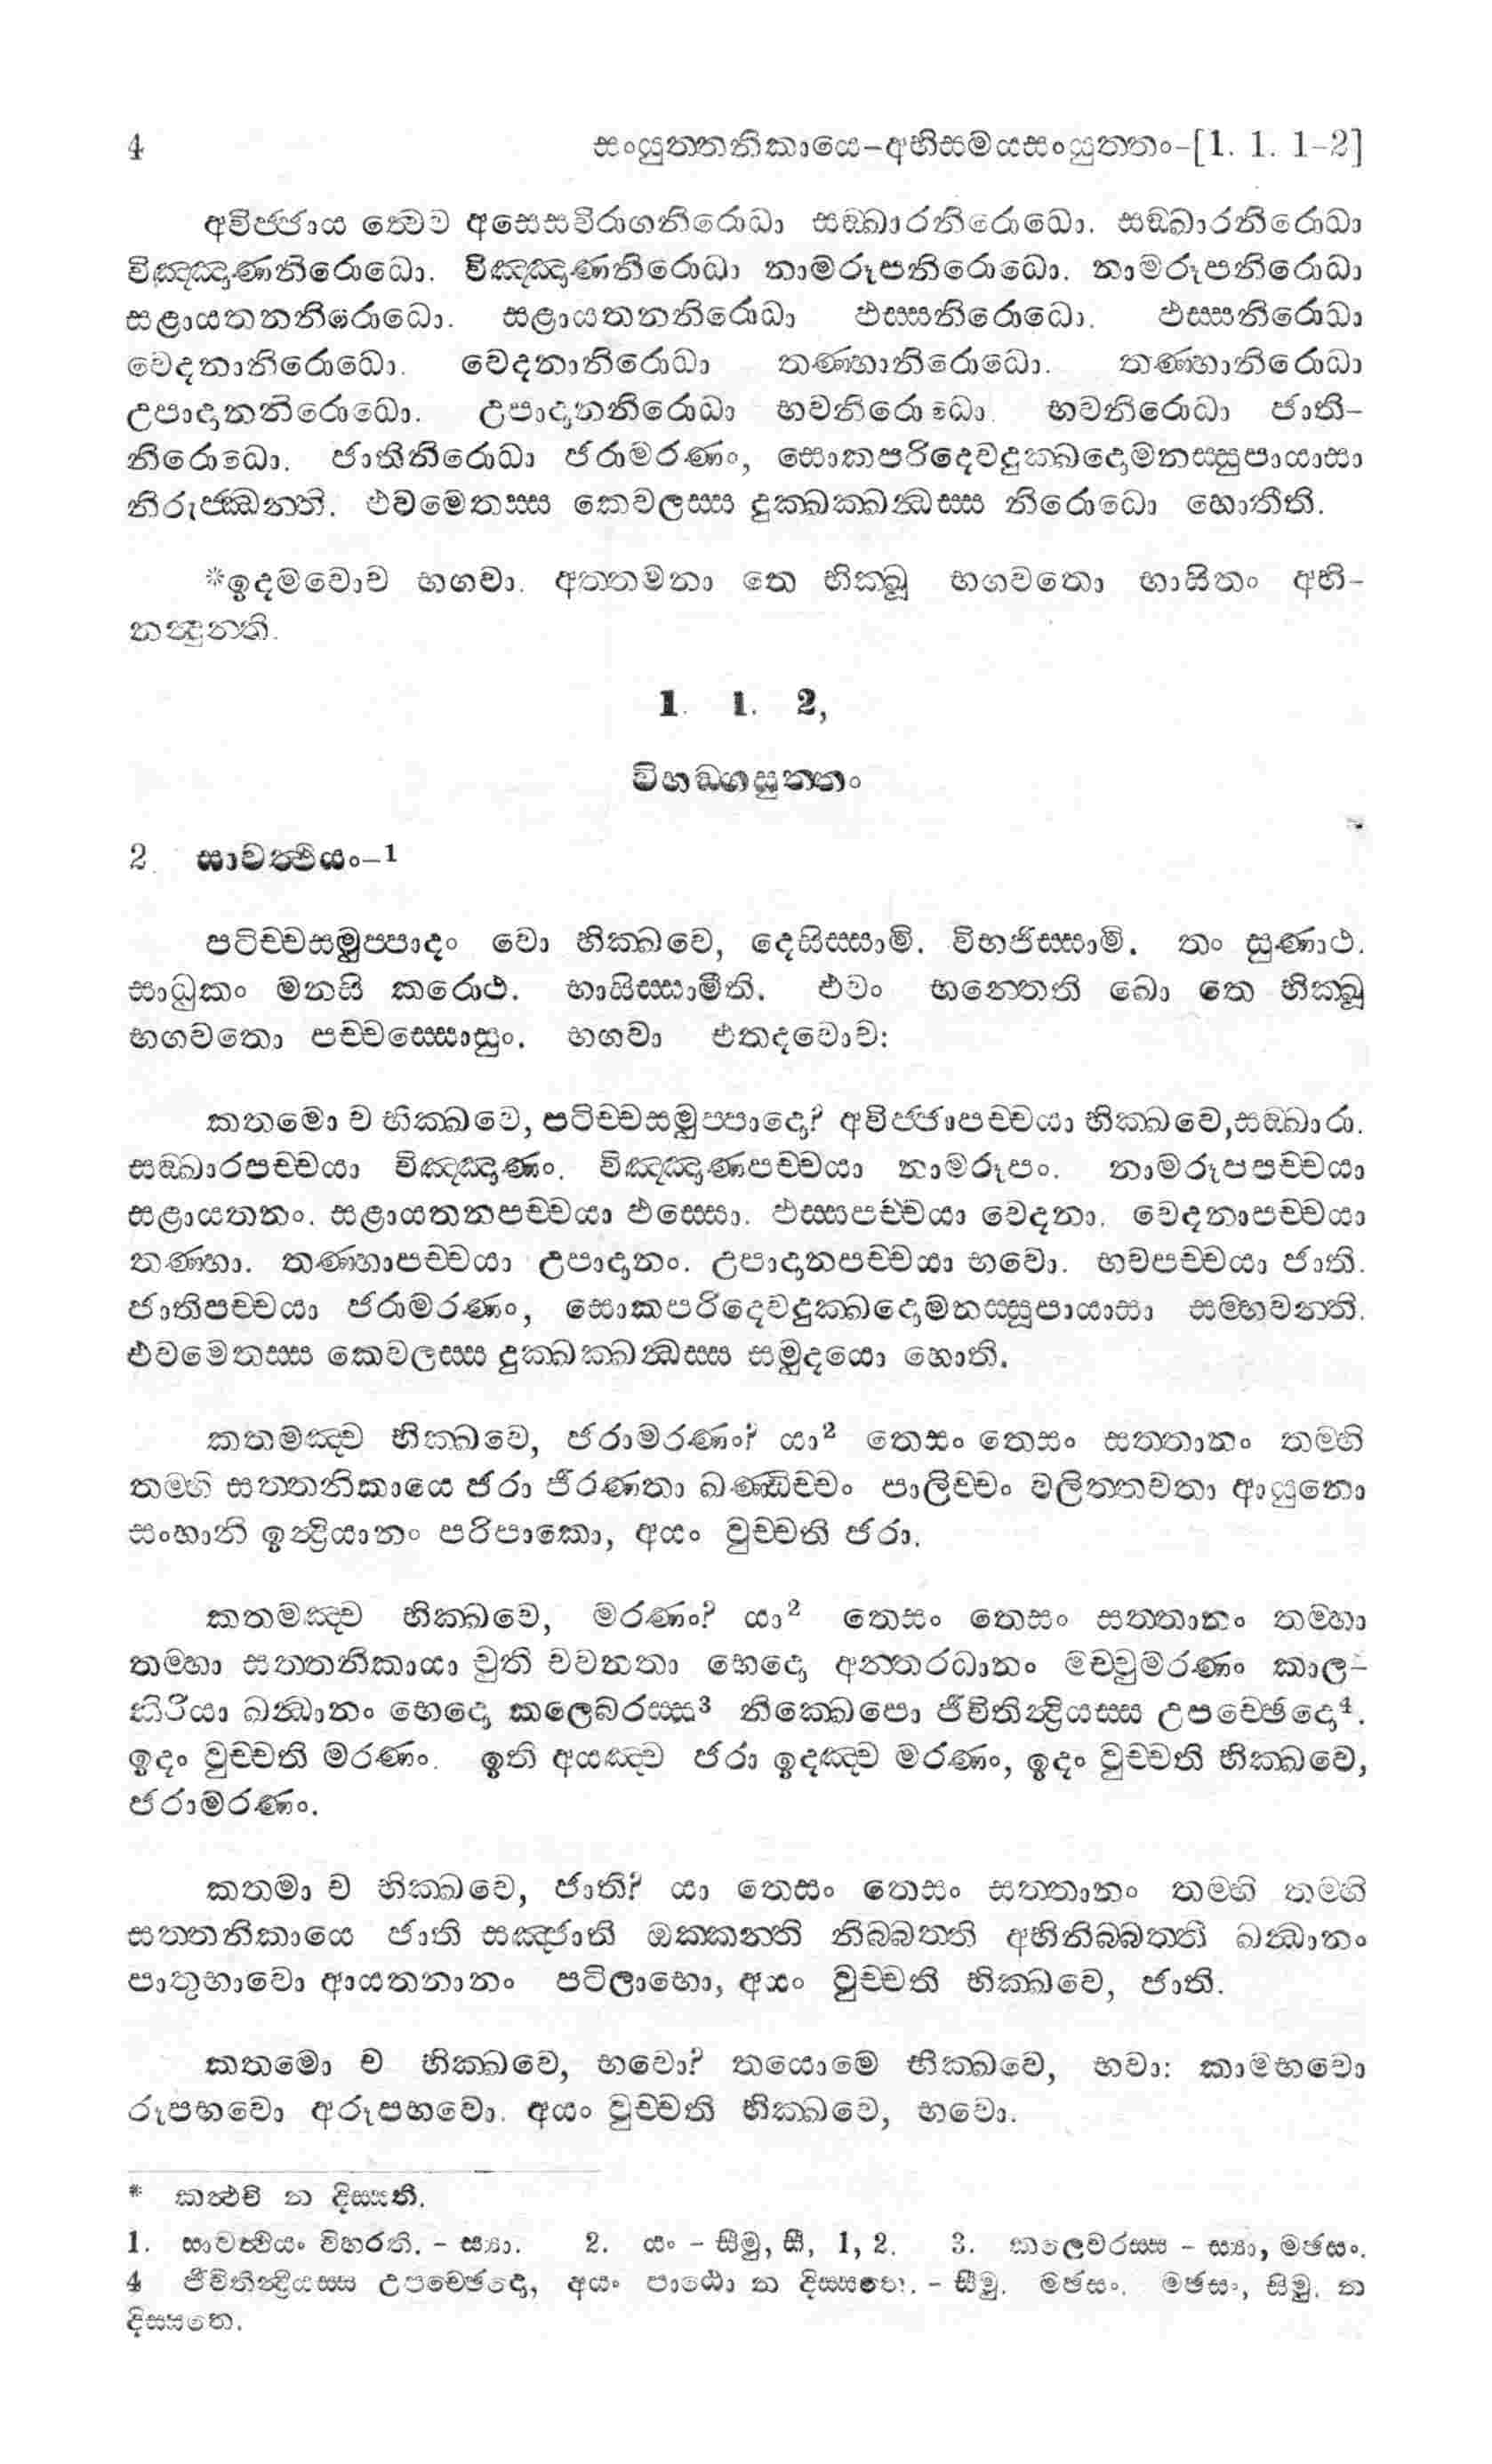 4 සංයුත්තනිකායෙ-අභිසමයසංයුත්තං-[1. 1. 1-2]
අවිජ්ජාය ත්වෙව අසෙසවිරාගනිරොධා සඞ්ඛාරනිරොධො. සඞ්ඛාරනිරොධා
විඤ්ඤාණනිරොධො. විඤ්ඤාණනිරොධා නාමරූපනිරොධො. නාමරූපනිරොධා
සළායතනනිරොධො. සළායතනනිරොධා ඵස්සනිරොධො. ඵස්සනිරොධා
වෙදනානිරොධො. වෙදනානිරොධා තණ්හානිරොධො. තණ්හානිරොධා
උපාදානනිරොධො. උපාදානනිරොධා භවනිරොධො. භවනිරොධා ජාති-
නිරොධො. ජාතිනිරොධා ජරාමරණං, සොකපරිදෙවදුක්ඛදොමනස්සුපායාසා
නිරුජ්ඣන්ති. එවමෙතස්ස කෙවලස්ස දුක්ඛක්ඛන්ධස්ස නිරොධො හොතීති.
*ඉදමවොච භගවා. අත්තමනා තෙ භික්ඛූ භගවතො භාසිතං අභි-
නන්දුන්ති.
1. 1. 2,
විභඞ්ගසුත්තං
2. සාවත්ථියං-1
පටිච්චසමුප්පාදං වො භික්ඛවෙ, දෙසිස්සාමි. විභජිස්සාමි. තං සුණාථ.
සාධුකං මනසි කරොථ. භාසිස්සාමීති. එවං භන්තෙති ඛො තෙ භික්ඛූ
භගවතො පච්චස්සොසුං. භගවා එතදවොච:
කතමො ච භික්ඛවෙ, පටිච්චසමුප්පාදො? අවිජ්ජාපච්චයා භික්ඛවෙ,සඞ්ඛාරා.
සඞ්ඛාරපච්චයා විඤ්ඤාණං. විඤ්ඤාණපච්චයා නාමරූපං. නාමරූපපච්චයා
සළායතනං. සළායතනපච්චයා ඵස්සො. ඵස්සපච්චයා වෙදනා. වෙදනාපච්චයා
තණ්හා. තණ්හාපච්චයා උපාදානං. උපාදානපච්චයා භවො. භවපච්චයා ජාති.
ජාතිපච්චයා ජරාමරණං, සොකපරිදෙවදුක්ඛදොමනස්සූපායාසා සම්භවන්ති.
එවමෙතස්ස කෙවලස්ස දුක්ඛක්ඛන්ධස්ස සමුදයො හොති.
කතමඤ්ච භික්ඛවෙ, ජරාමරණං? යා2 තෙසං තෙසං සත්තානං තම්හි
තම්හි සත්තනිකායෙ ජරා ජීරණතා ඛණ්ඩිච්චං පාලිච්චං වලිත්තචතා ආයුනො
සංහානි ඉන්ද්‍රියානං පරිපාකො, අයං වුච්චති ජරා.
කතමඤ්ච භික්ඛවෙ, මරණං? යා2 තෙසං තෙසං සත්තානං තම්හා
තම්හා සත්තනිකායා චුති චවනතා භෙදො අන්තරධානං මච්චුමරණං කාල-
කිරියා ඛන්ධානං භෙදො කලෙබරස්ස3 නික්ඛෙපො ජීවිතින්ද්‍රියස්ස උපච්ඡෙදො4.
ඉදං වුච්චති මරණං. ඉති අයඤ්ච ජරා ඉදඤ්ච මරණං, ඉදං වුච්චති භික්ඛවෙ,
ජරාමරණං.
කතමා ච භික්ඛවෙ, ජාති? යා තෙසං තෙසං සත්තානං තම්හි තම්හි
සත්තනිකායෙ ජාති සඤ්ජාති ඔක්කන්ති නිබ්බත්ති අභිනිබ්බත්ති ඛන්ධානං
පාතුභාවො ආයතනානං පටිලාභො, අයං වුච්චති භික්ඛවෙ, ජාති.
කතමො ච භික්ඛවෙ, භවො? තයොමෙ භික්ඛවෙ, භවා: කාමභවො
රූපභවො අරූපභවො. අයං වුච්චති භික්ඛවෙ, භවො.
* කත්ථචි න දිස්සති.
1. සාවත්ථියං විහරති. - ස්‍යා. 2. යං - සීමු, සී, 1, 2. 3. කලෙවරස්ස - ස්‍යා, මඡසං.
4 ජීවිතින්ද්‍රියස්ස උපච්ඡෙදො, අයං පාඨො න දිස්සතෙ. - සීමු. මඡසං. මඡසං, සිමු. න
දිස්සතෙ.